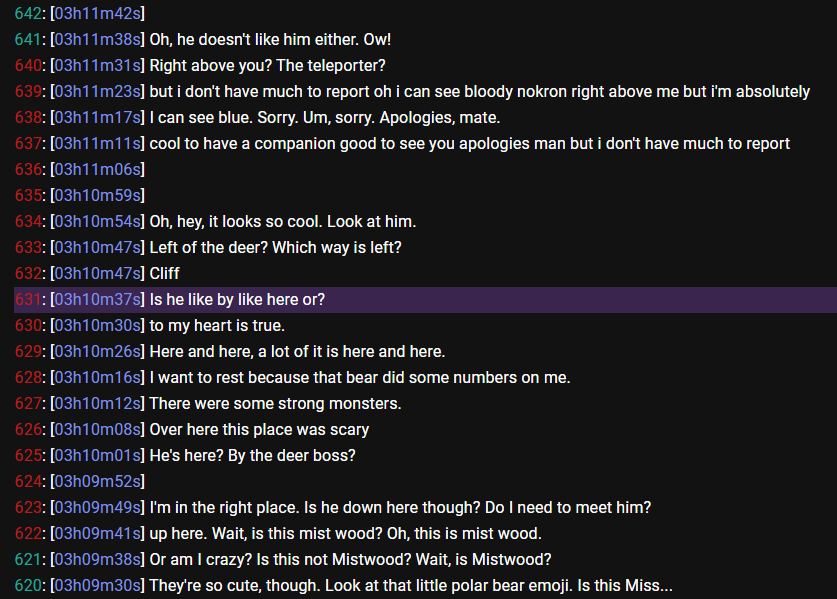 642: [03h11m42s]
641: [03h11m38s] Oh, he doesn't like him either. Ow!
640: [03h11m31s] Right above you? The teleporter?
639: [03h11m23s] but i don't have much to report oh i can see bloody nokron right above me but i'm absolutely
638: [03h11m17s] I can see blue. Sorry. Um, sorry. Apologies, mate.
637: [03h11m11s] cool to have a companion good to see you apologies man but i don't have much to report
636: [03h11m06s]
635: [03h10m59s]
634: [03h10m54s] Oh, hey, it looks so cool. Look at him.
633: [03h10m47s] Left of the deer? Which way is left?
632: [03h10m47s] Cliff
631: [03h10m37s] Is he like by like here or?
630: [03h10m30s] to my heart is true.
629: [03h10m26s] Here and here, a lot of it is here and here.
628: [03h10m16s] I want to rest because that bear did some numbers on me.
627: [03h10m12s] There were some strong monsters.
626: [03h10m08s] Over here this place was scary
625: [03h10m01s] He's here? By the deer boss?
624: [03h09m52s]
623: [03h09m49s] I'm in the right place. Is he down here though? Do I need to meet him?
622: [03h09m41s] up here. Wait, is this mist wood? Oh, this is mist wood.
621: [03h09m38s] Or am I crazy? Is this not Mistwood? Wait, is Mistwood?
620: [03h09m30s] They're so cute, though. Look at that little polar bear emoji. Is this Miss...